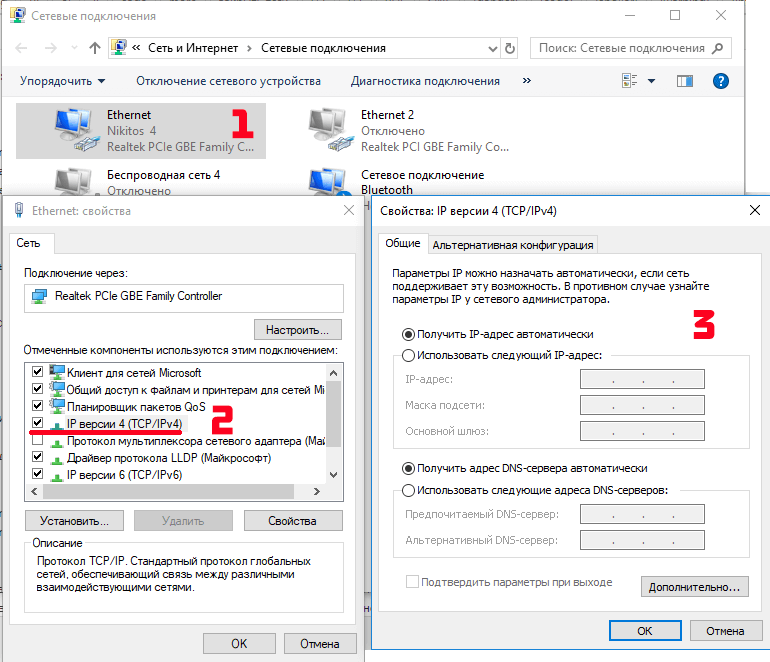 Сетевые подключения
Сеть и Интернет > Сетевые подключения
Поиск: Сетевые подключения
Упорядочить
Отключение сетевого устройства
Диагностика подключения
»
?
Ethernet
Nikitos 4
Realtek PCIe GBE Family C...
1
Ethernet 2
Отключено
Realtek PCI GBE Family Co...
Беспроводная сеть 4
Отключено
Сетевое подключение
Bluetooth
Ethernet: свойства
Сеть
Подключение через:
Realtek PCIe GBE Family Controller
Настроить...
Отмеченные компоненты используются этим подключением:
Клиент для сетей Microsoft
Общий доступ к файлам и принтерам для сетей Mi
Планировщик пакетов QoS
IP версии 4 (TCP/IPv4)
2
Протокол мультиплексора сетевого адаптера (Май
Драйвер протокола LLDP (Майкрософт)
IP версии 6 (TCP/IPv6)
Установить...
Удалить
Свойства
Описание
Протокол TCP/IP. Стандартный протокол глобальных
сетей, обеспечивающий связь между различными
взаимодействующими сетями.
ОК
Отмена
Свойства: IP версии 4 (TCP/IPv4)
Общие
Альтернативная конфигурация
Параметры IP можно назначать автоматически, если сеть
поддерживает эту возможность. В противном случае узнайте
параметры IP у сетевого администратора.
3
Получить IP-адрес автоматически
Использовать следующий IP-адрес:
IP-адрес:
Маска подсети:
Основной шлюз:
Получить адрес DNS-сервера автоматически
Использовать следующие адреса DNS-серверов:
Предпочитаемый DNS-сервер:
Альтернативный DNS-сервер:
Подтвердить параметры при выходе
Дополнительно...
ОК
Отмена